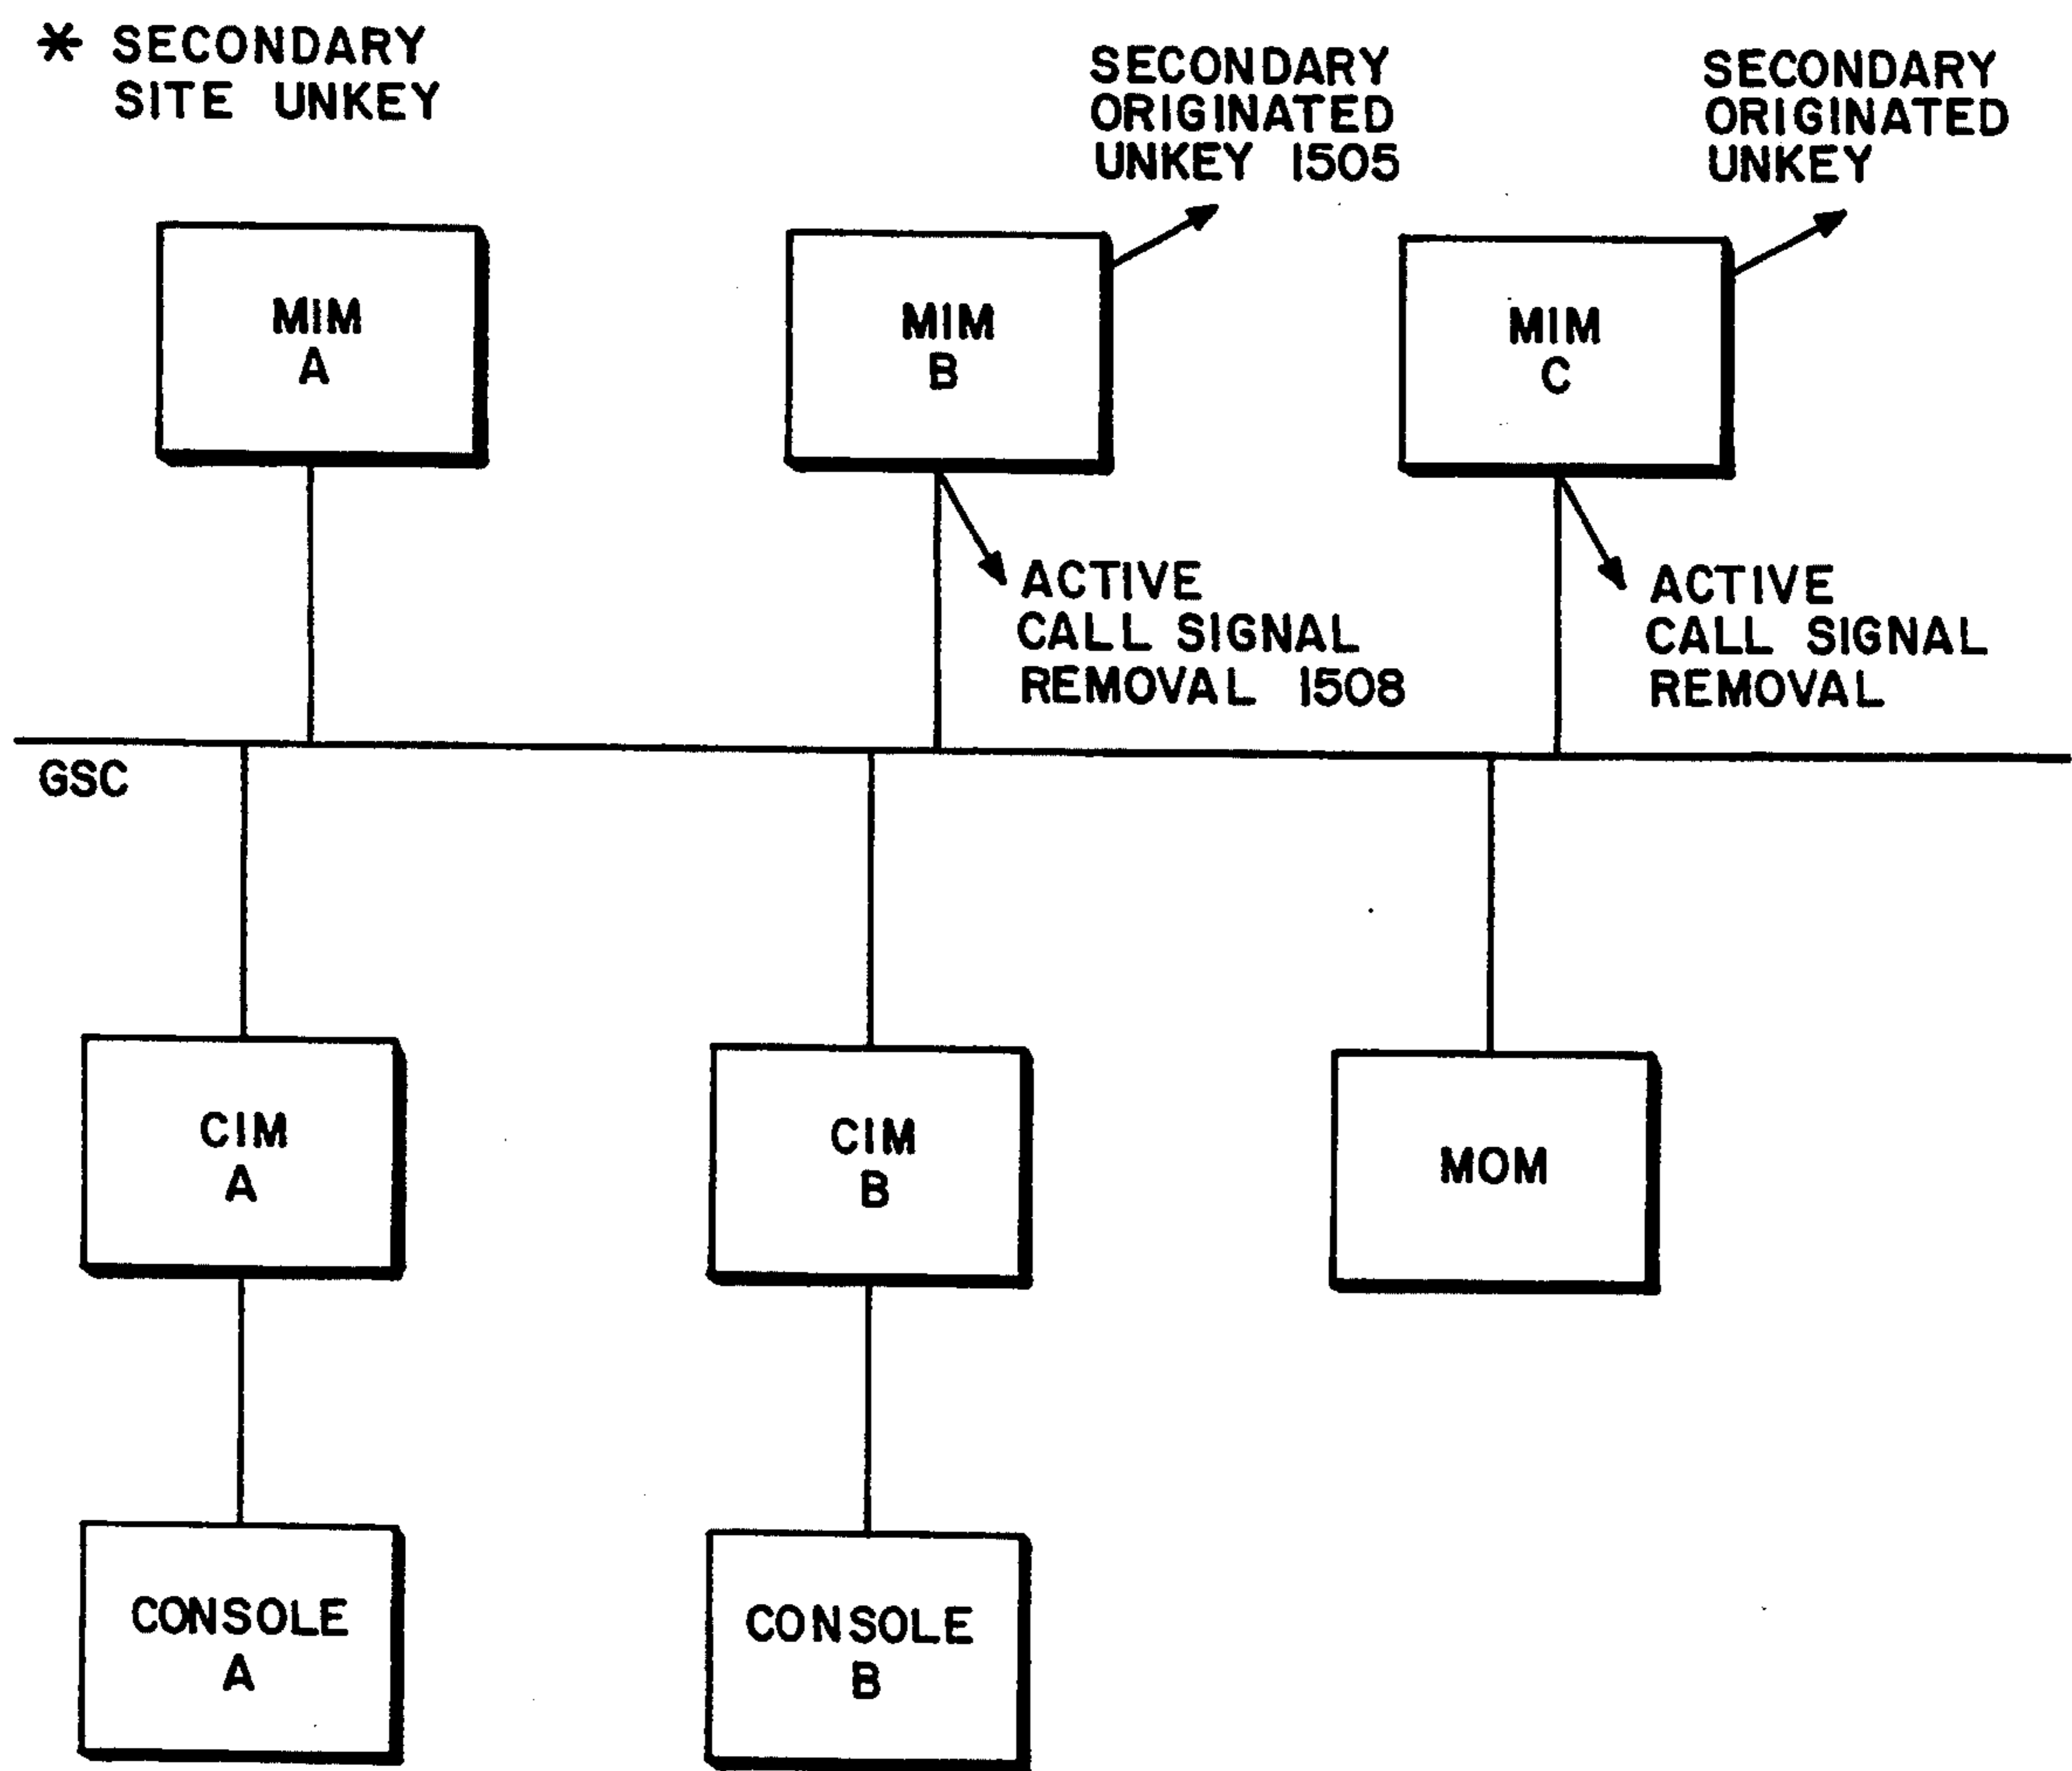 * SECONDARY
SITE UNKEY
SECONDARY
ORIGINATED
UNKEY 1505
SECONDARY
ORIGINATED
UNKEY
MIM
A
MIM
B
MIM
C
ACTIVE
CALL SIGNAL
REMOVAL 1508
ACTIVE
CALL SIGNAL
REMOVAL
GSC
CIM
A
CIM
B
MOM
CONSOLE
A
CONSOLE
B